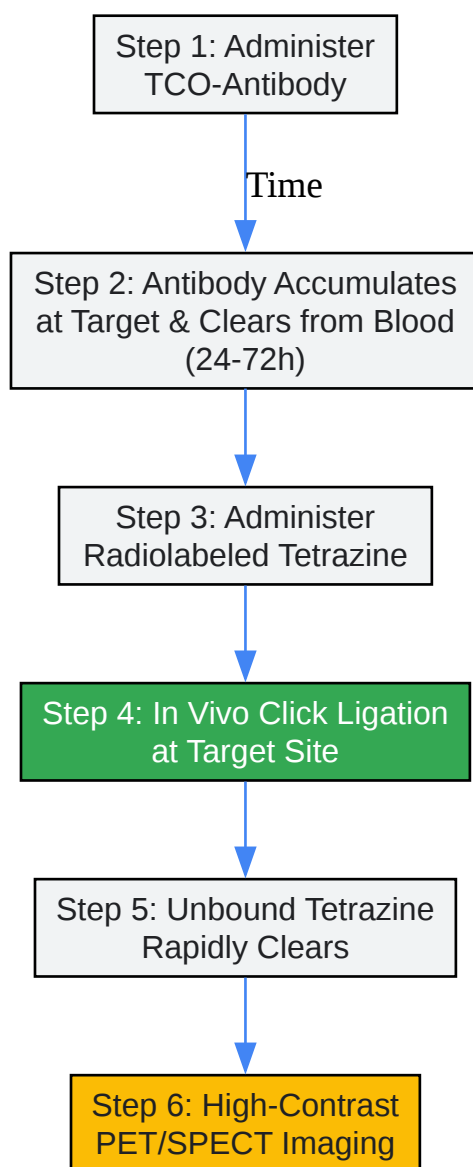 Step 1: Administer
TCO-Antibody
Time
Step 2: Antibody Accumulates
at Target & Clears from Blood
(24-72h)
Step 3: Administer
Radiolabeled Tetrazine
Step 4: In Vivo Click Ligation
at Target Site
Step 5: Unbound Tetrazine
Rapidly Clears
Step 6: High-Contrast
PET/SPECT Imaging